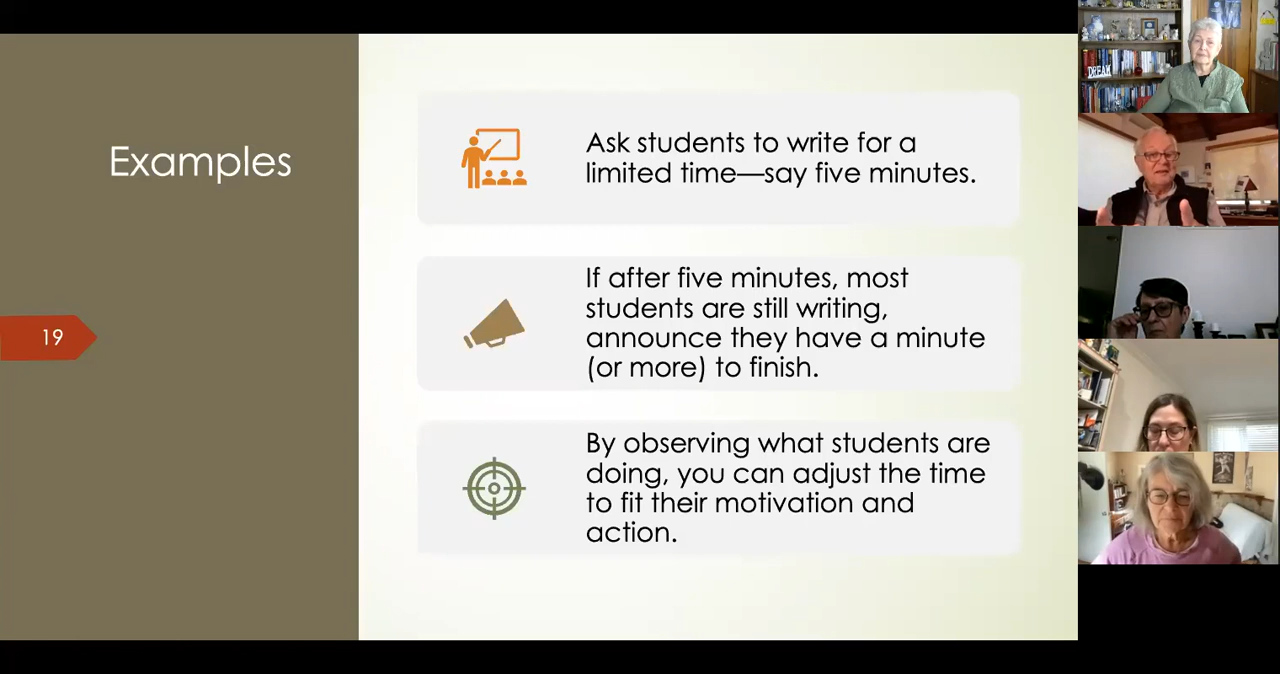 Examples
19
Ask students to write for a
limited time—say five minutes.
If after five minutes, most
students are still writing,
announce they have a minute
(or more) to finish.
By observing what students are
doing, you can adjust the time
to fit their motivation and
action.
DREAM